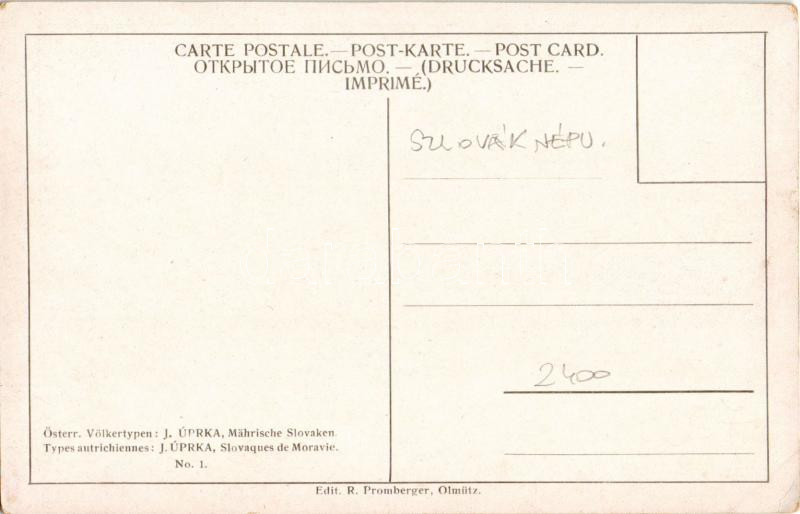 CARTE POSTALE.—POST-KARTE.—POST CARD.
ОТКРЫТОЕ ПИСЬМО. — (DRUCKSACHE. —
IMPRIMÉ.)
SZLOVÁK NÉPV.
2400
Österr. Völkertypen: J. ÚPRKA, Mährische Slovaken.
Types autrichiennes: J. ÚPRKA, Slovaques de Moravie.
No. 1.
Edit. R. Promberger, Olmütz.